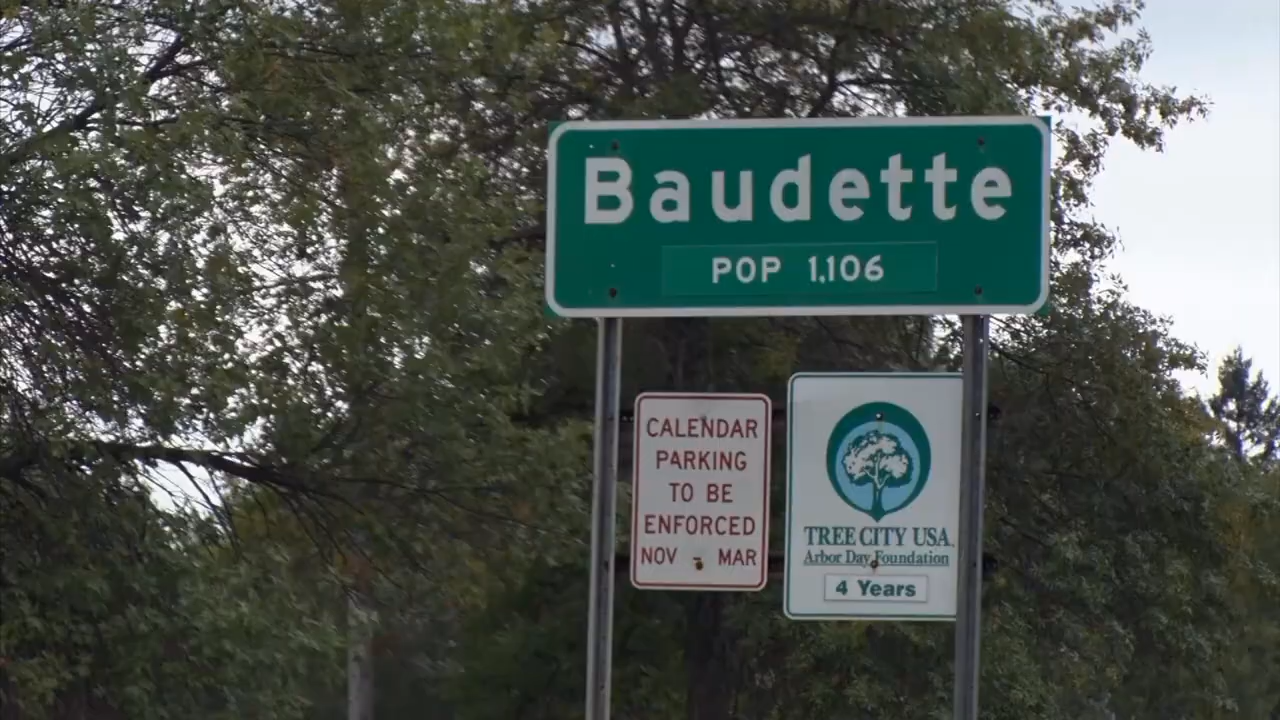 Baudette
POP 1,106
CALENDAR
PARKING
TO BE
ENFORCED
NOV - MAR
TREE CITY USA
Arbor Day Foundation
4 Years